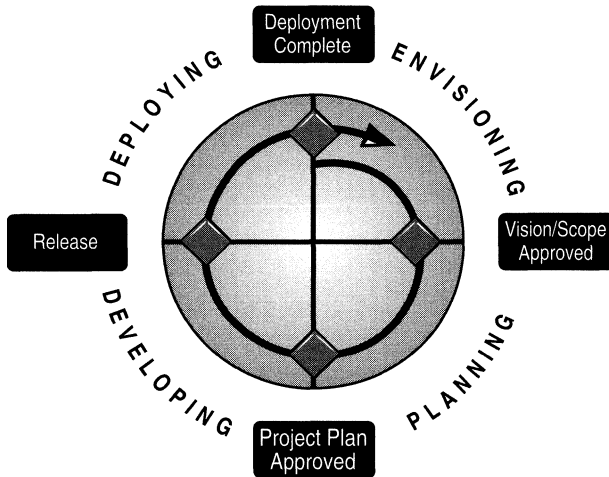 Deployment
Complete
ENVISIONING
Vision/Scope
Approved
PLANNING
Project Plan
Approved
DEVELOPING
Release
DEPLOYING